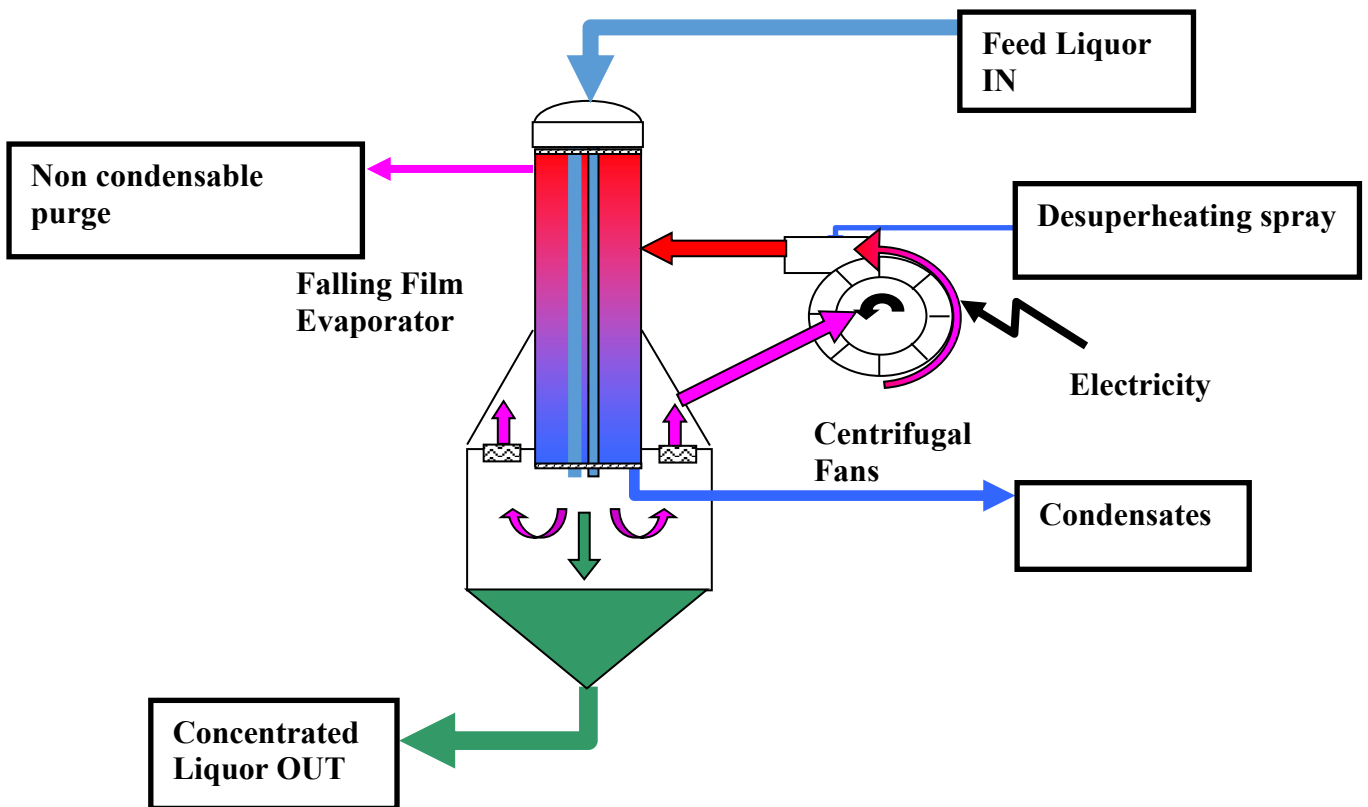 Feed Liquor
IN
Non condensable
purge
Desuperheating spray
Falling Film
Evaporator
Electricity
Centrifugal
Fans
Condensates
Concentrated
Liquor OUT